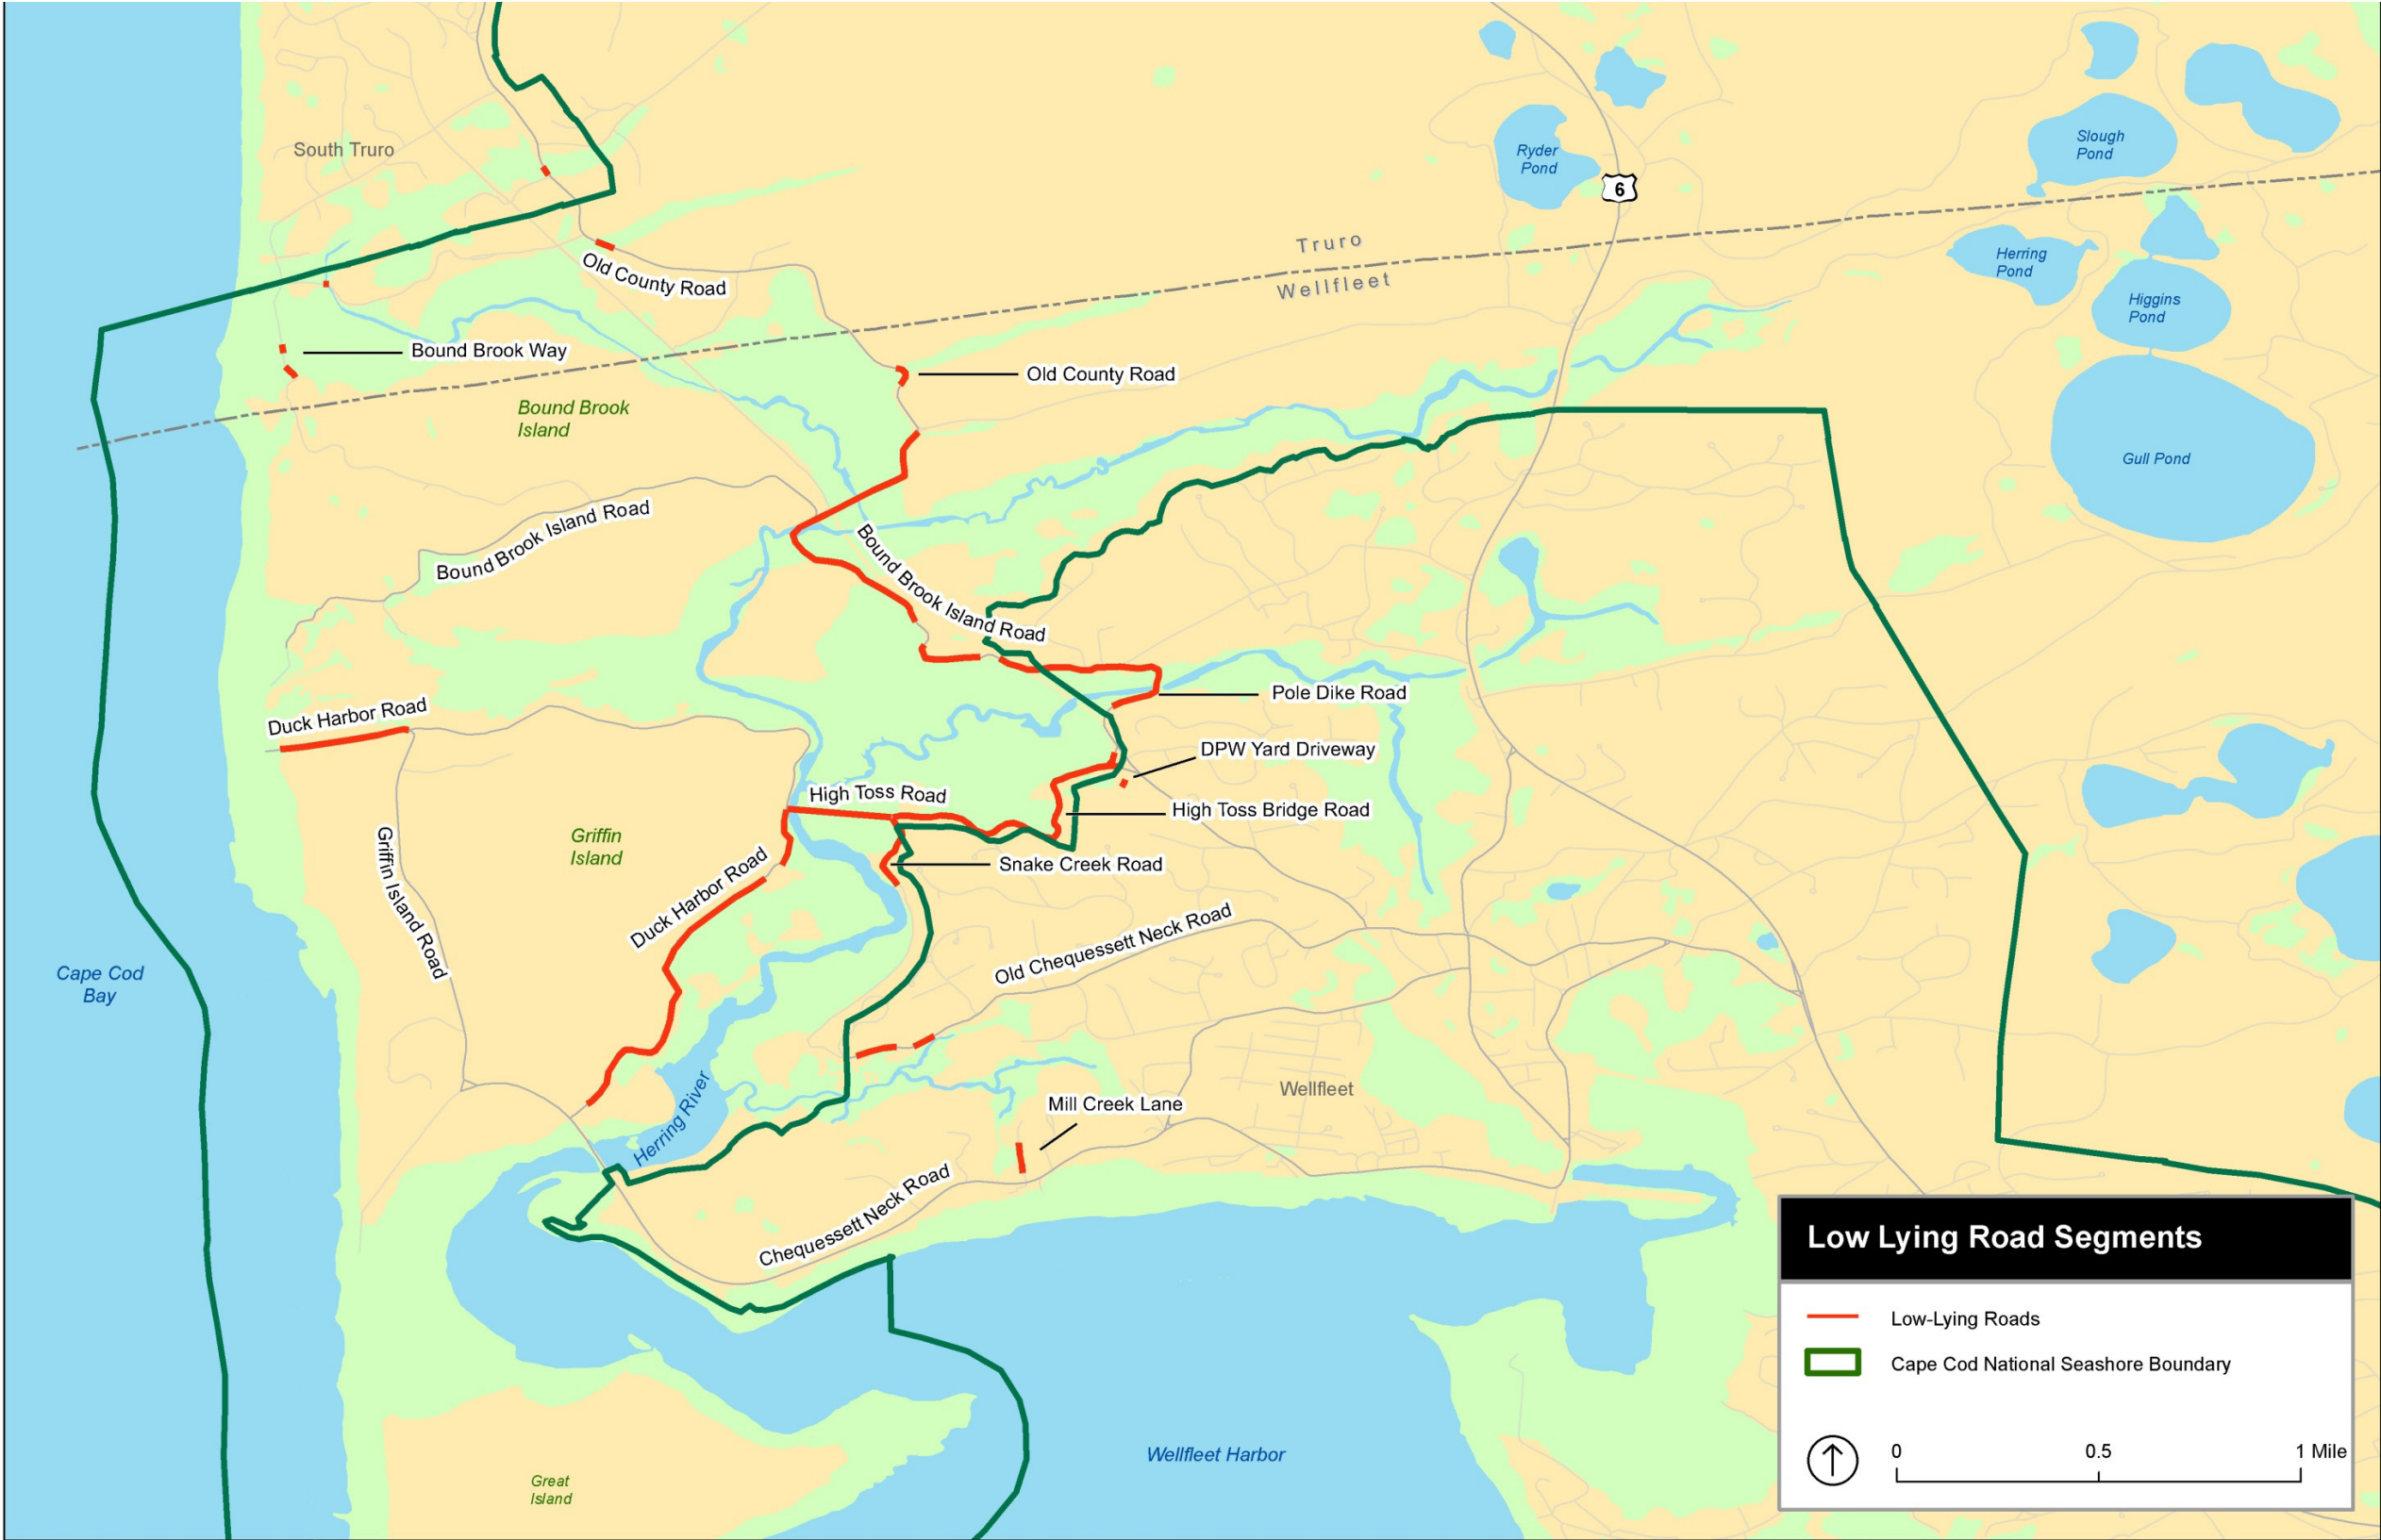 South Truro
Ryder
Pond
6
Slough
Pond
Truro
Wellfleet
Herring
Pond
Higgins
Pond
Old County Road
Bound Brook Way
Old County Road
Bound Brook
Island
Gull Pond
Bound Brook Island Road
Bound Brook Island Road
Duck Harbor Road
Pole Dike Road
DPW Yard Driveway
High Toss Road
High Toss Bridge Road
Griffin
Island
Griffin Island Road
Duck Harbor Road
Snake Creek Road
Old Chequessett Neck Road
Cape Cod
Bay
Herring River
Mill Creek Lane
Wellfleet
Chequessett Neck Road
Great
Island
Wellfleet Harbor
Low Lying Road Segments
Low-Lying Roads
Cape Cod National Seashore Boundary
0 0.5 1 Mile